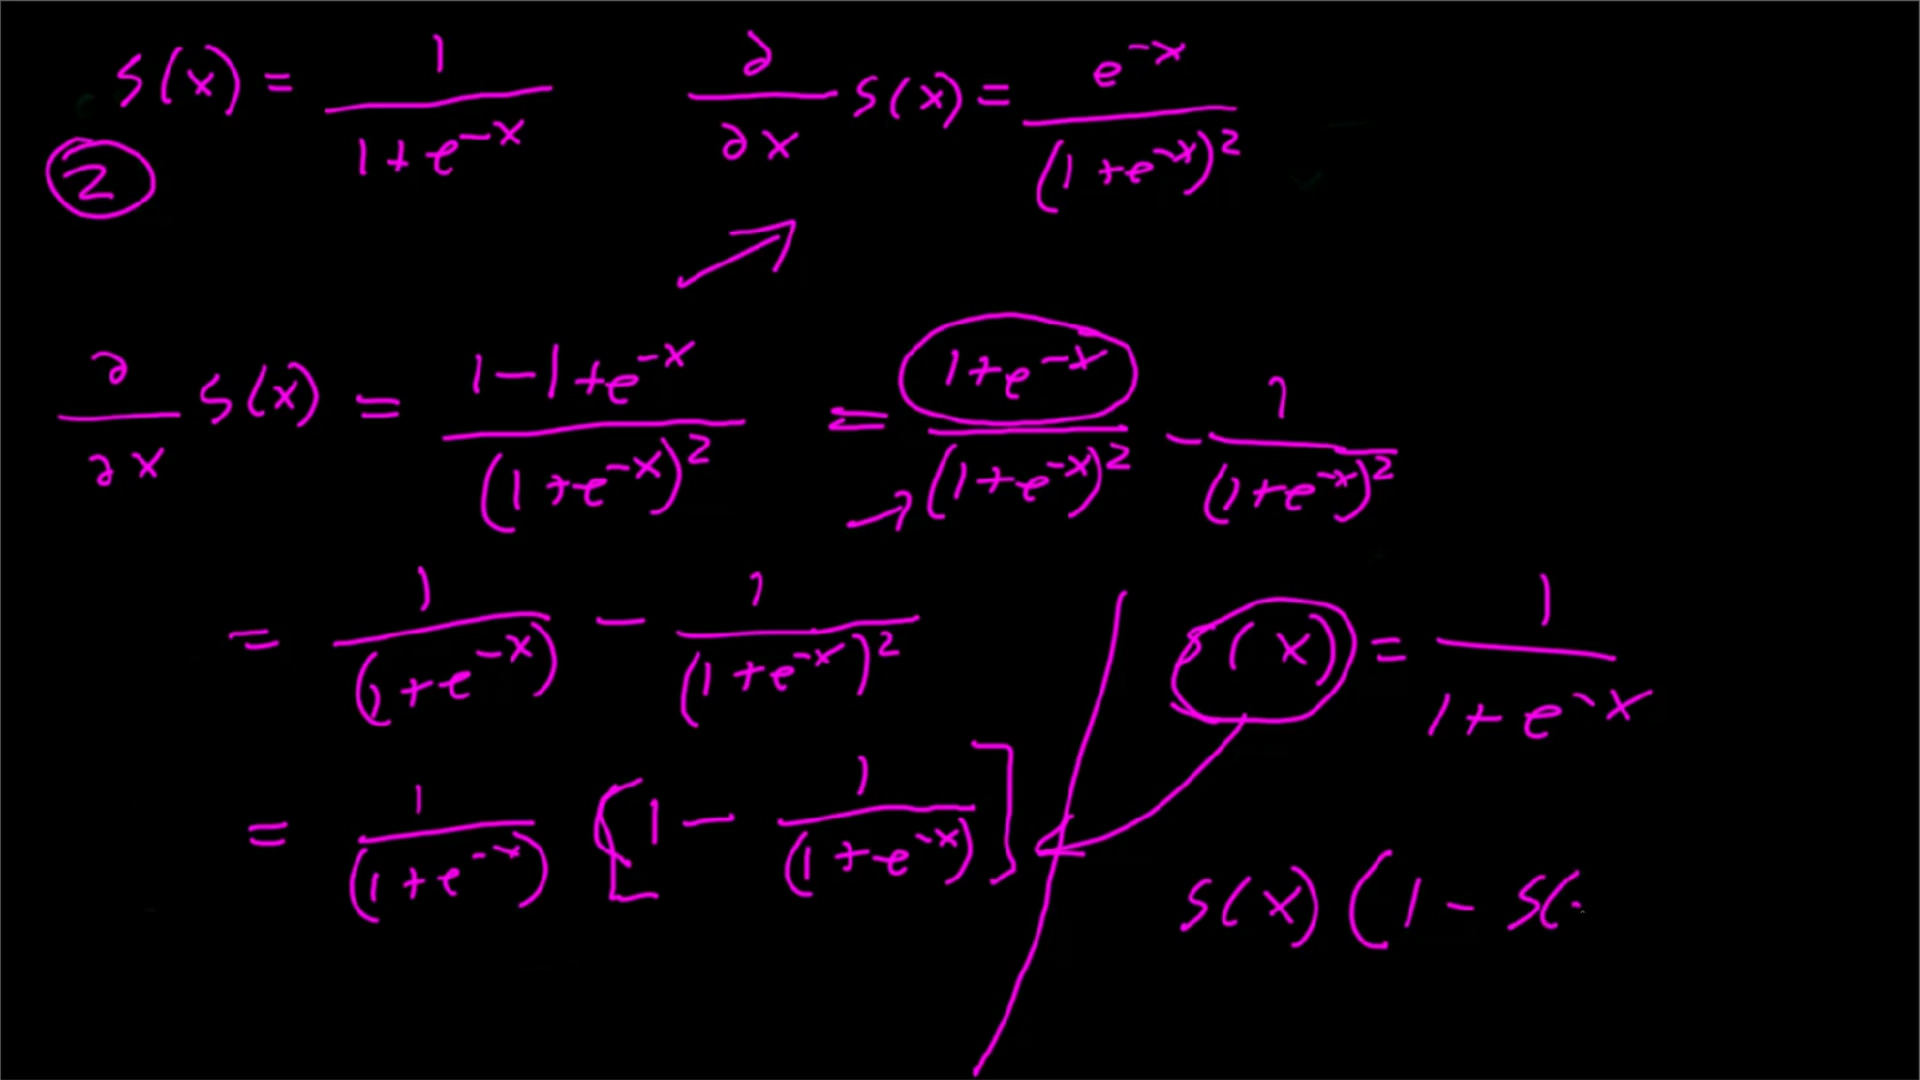 S(x) = 1/(1+e^{-x})   ∂/∂x S(x) = e^{-x}/(1+e^{-x})^2
2
∂/∂x S(x) = (1-1+e^{-x})/(1+e^{-x})^2 = (1+e^{-x})/(1+e^{-x})^2 - 1/(1+e^{-x})^2
= 1/(1+e^{-x}) - 1/(1+e^{-x})^2
= 1/(1+e^{-x}) [1 - 1/(1+e^{-x})]
S(x) = 1/(1+e^{-x})
S(x)(1-S(